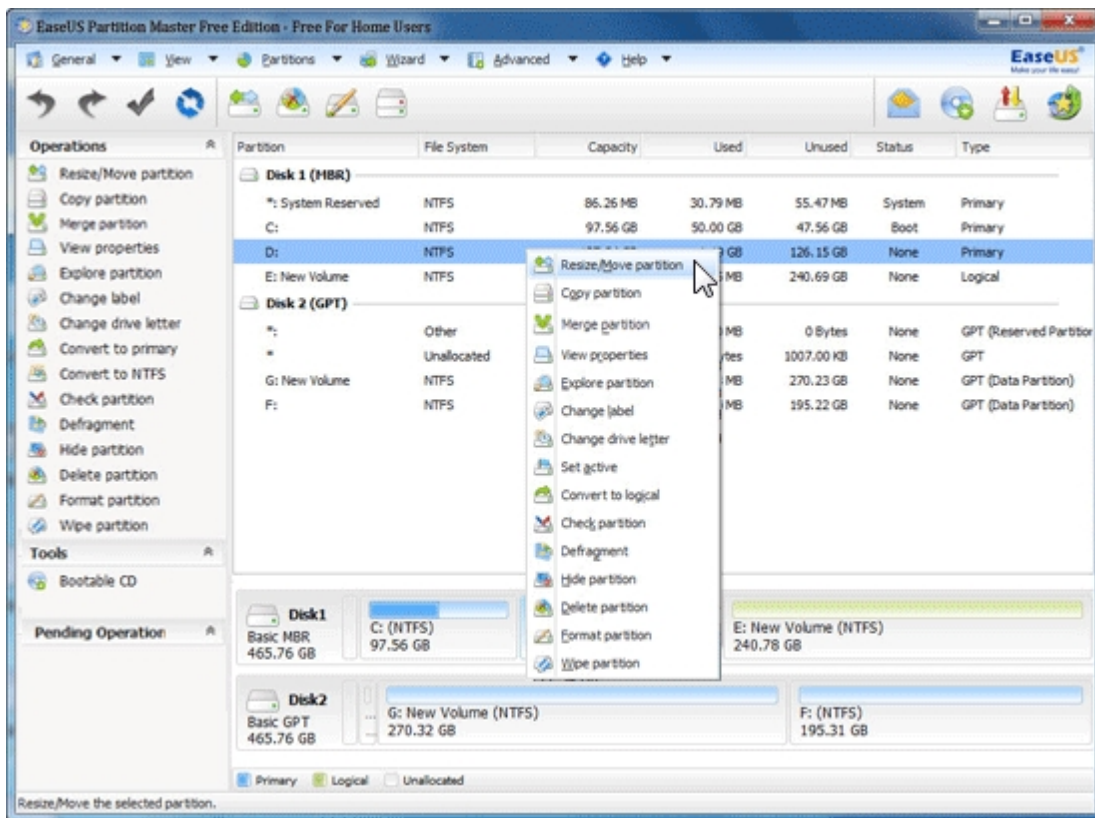 EaseUS Partition Master Free Edition - Free For Home Users
General View Partitions Wizard Advanced Help
EaseUS
Make your life easy!
Operations
Resize/Move partition
Copy partition
Merge partition
View properties
Explore partition
Change label
Change drive letter
Convert to primary
Convert to NTFS
Check partition
Defragment
Hide partition
Delete partition
Format partition
Wipe partition
Tools
Bootable CD
Pending Operation
Partition File System Capacity Used Unused Status Type
Disk 1 (MBR)
*: System Reserved NTFS 86.26 MB 30.79 MB 55.47 MB System Primary
C: NTFS 97.56 GB 50.00 GB 47.56 GB Boot Primary
D: NTFS GB 126.15 GB None Primary
E: New Volume NTFS MB 240.69 GB None Logical
Disk 2 (GPT)
*: Other MB 0 Bytes None GPT (Reserved Partition
* Unallocated ytes 1007.00 KB None GPT
G: New Volume NTFS MB 270.23 GB None GPT (Data Partition)
F: NTFS MB 195.22 GB None GPT (Data Partition)
Resize/Move partition
Copy partition
Merge partition
View properties
Explore partition
Change label
Change drive letter
Set active
Convert to logical
Check partition
Defragment
Hide partition
Delete partition
Format partition
Wipe partition
Disk1
Basic MBR
465.76 GB
C: (NTFS)
97.56 GB
E: New Volume (NTFS)
240.78 GB
Disk2
Basic GPT
465.76 GB
G: New Volume (NTFS)
270.32 GB
F: (NTFS)
195.31 GB
Primary Logical Unallocated
Resize/Move the selected partition.